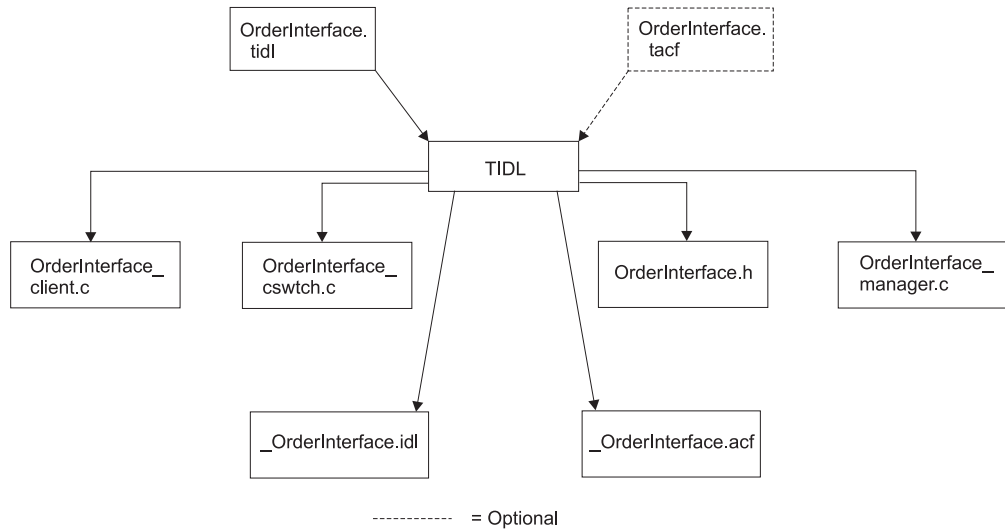 OrderInterface.
tidl
OrderInterface.
tacf
TIDL
OrderInterface_
client.c
OrderInterface_
cswtch.c
OrderInterface.h
OrderInterface_
manager.c
_OrderInterface.idl
_OrderInterface.acf
= Optional